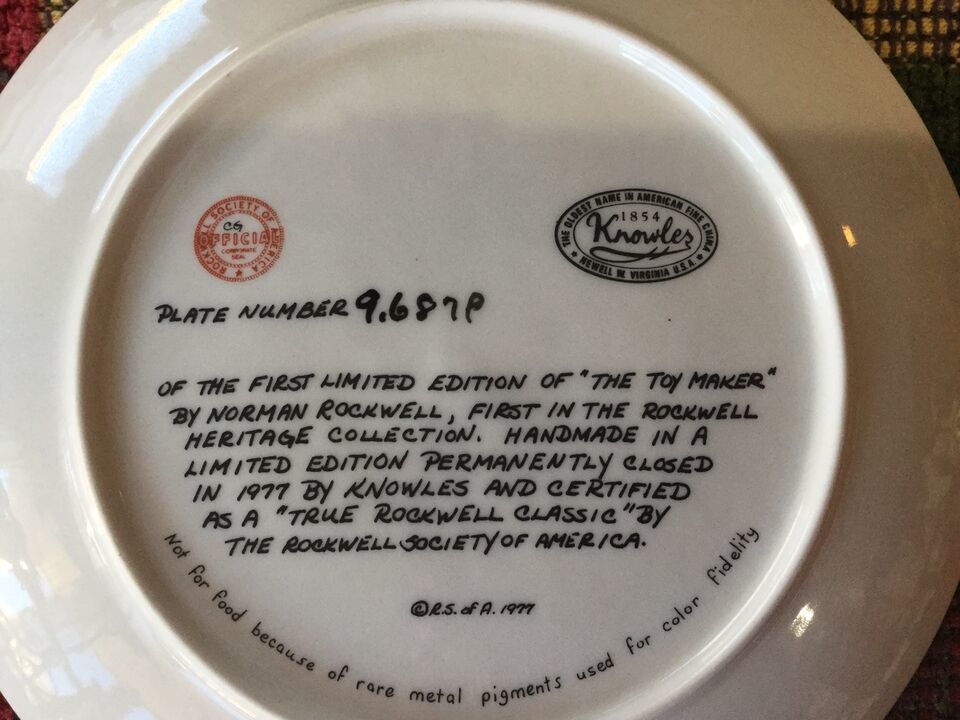 ROCKWELL SOCIETY OF AMERICA
CG
OFFICIAL
CORPORATE
SEAL
THE OLDEST NAME IN AMERICAN FINE CHINA
1854
Knowles
NEWELL W. VIRGINIA U.S.A.
PLATE NUMBER 9.687P
OF THE FIRST LIMITED EDITION OF "THE TOY MAKER"
BY NORMAN ROCKWELL, FIRST IN THE ROCKWELL
HERITAGE COLLECTION. HANDMADE IN A
LIMITED EDITION PERMANENTLY CLOSED
IN 1977 BY KNOWLES AND CERTIFIED
AS A "TRUE ROCKWELL CLASSIC" BY
THE ROCKWELL SOCIETY OF AMERICA.
©R.S. of A. 1977
Not for food because of rare metal pigments used for color fidelity